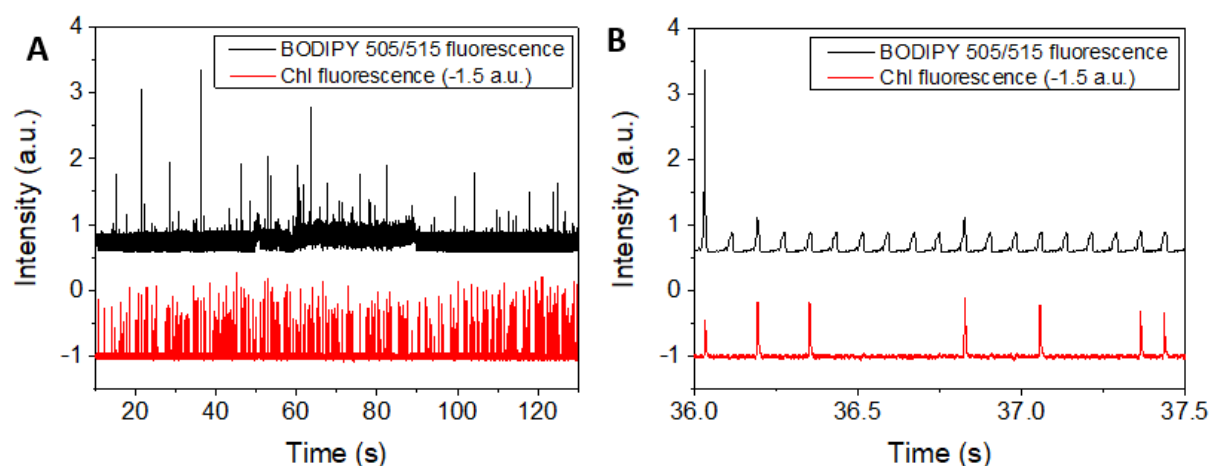 A
BODIPY 505/515 fluorescence
Chl fluorescence (-1.5 a.u.)
Intensity (a.u.)
4
3
2
1
0
-1
20 40 60 80 100 120
Time (s)
B
BODIPY 505/515 fluorescence
Chl fluorescence (-1.5 a.u.)
Intensity (a.u.)
4
3
2
1
0
-1
36.0 36.5 37.0 37.5
Time (s)